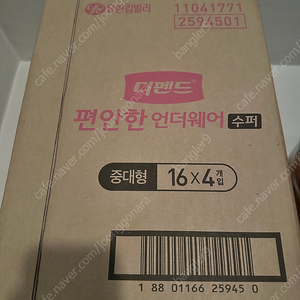 유한킴벌리
11041771
2594501
디펜드
편안한 언더웨어 수퍼
중대형 16×4 개입
1 88 01166 25945 0